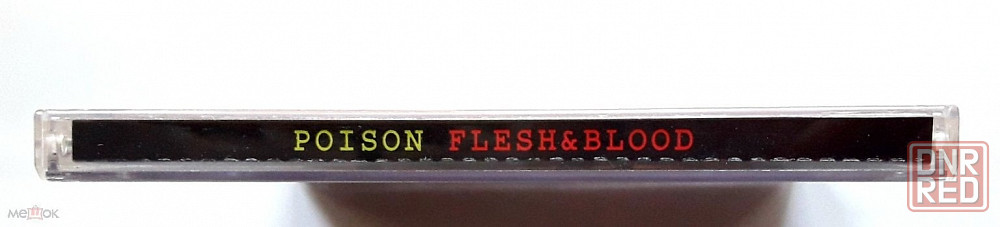 POISON FLESH&BLOOD
DNR
RED
МЕШОК